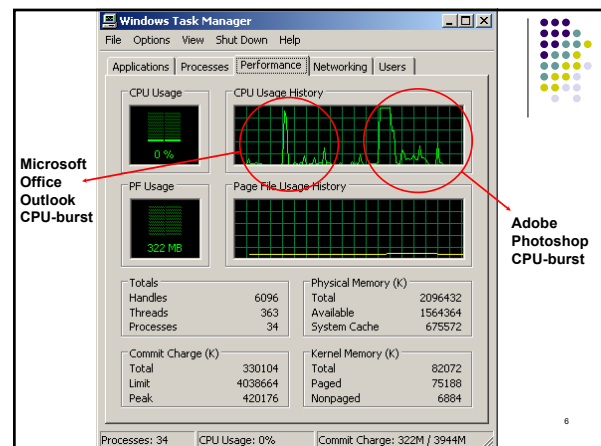 Windows Task Manager
File Options View Shut Down Help
Applications Processes Performance Networking Users
CPU Usage
CPU Usage History
0 %
Microsoft
Office
Outlook
CPU-burst
PF Usage
Page File Usage History
322 MB
Adobe
Photoshop
CPU-burst
Totals
Handles 6096
Threads 363
Processes 34
Physical Memory (K)
Total 2096432
Available 1564364
System Cache 675572
Commit Charge (K)
Total 330104
Limit 4038664
Peak 420176
Kernel Memory (K)
Total 82072
Paged 75188
Nonpaged 6884
6
Processes: 34 CPU Usage: 0% Commit Charge: 322M / 3944M